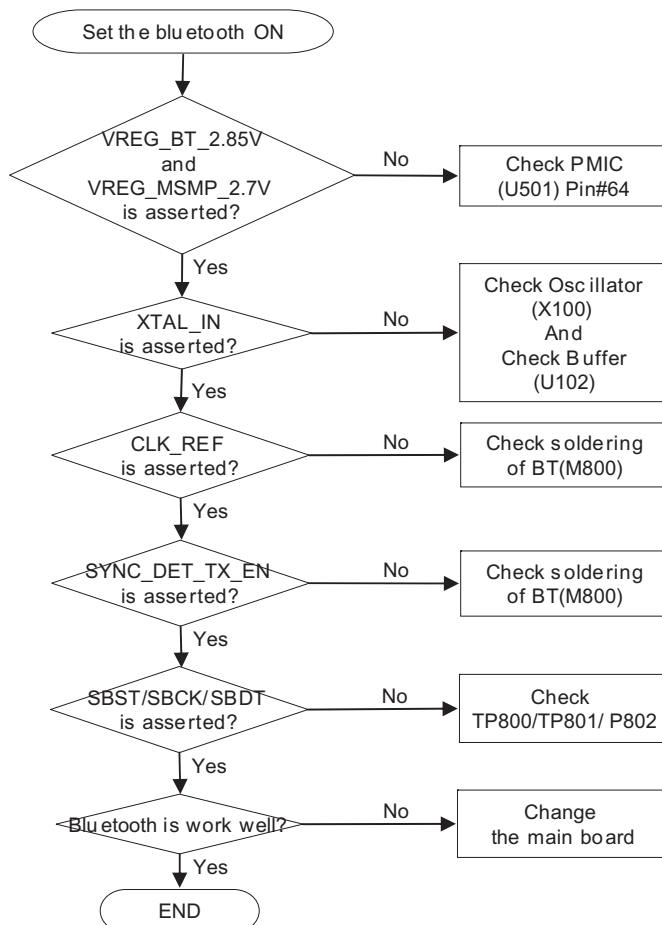 Set the bluetooth ON
VREG_BT_2.85V
and
VREG_MSMP_2.7V
is asserted?
No
Check PMIC
(U501) Pin#64
Yes
XTAL_IN
is asserted?
No
Check Oscillator
(X100)
And
Check Buffer
(U102)
Yes
CLK_REF
is asserted?
No
Check soldering
of BT(M800)
Yes
SYNC_DET_TX_EN
is asserted?
No
Check soldering
of BT(M800)
Yes
SBST/SBCK/SBDT
is asserted?
No
Check
TP800/TP801/ P802
Yes
Bluetooth is work well?
No
Change
the main board
Yes
END